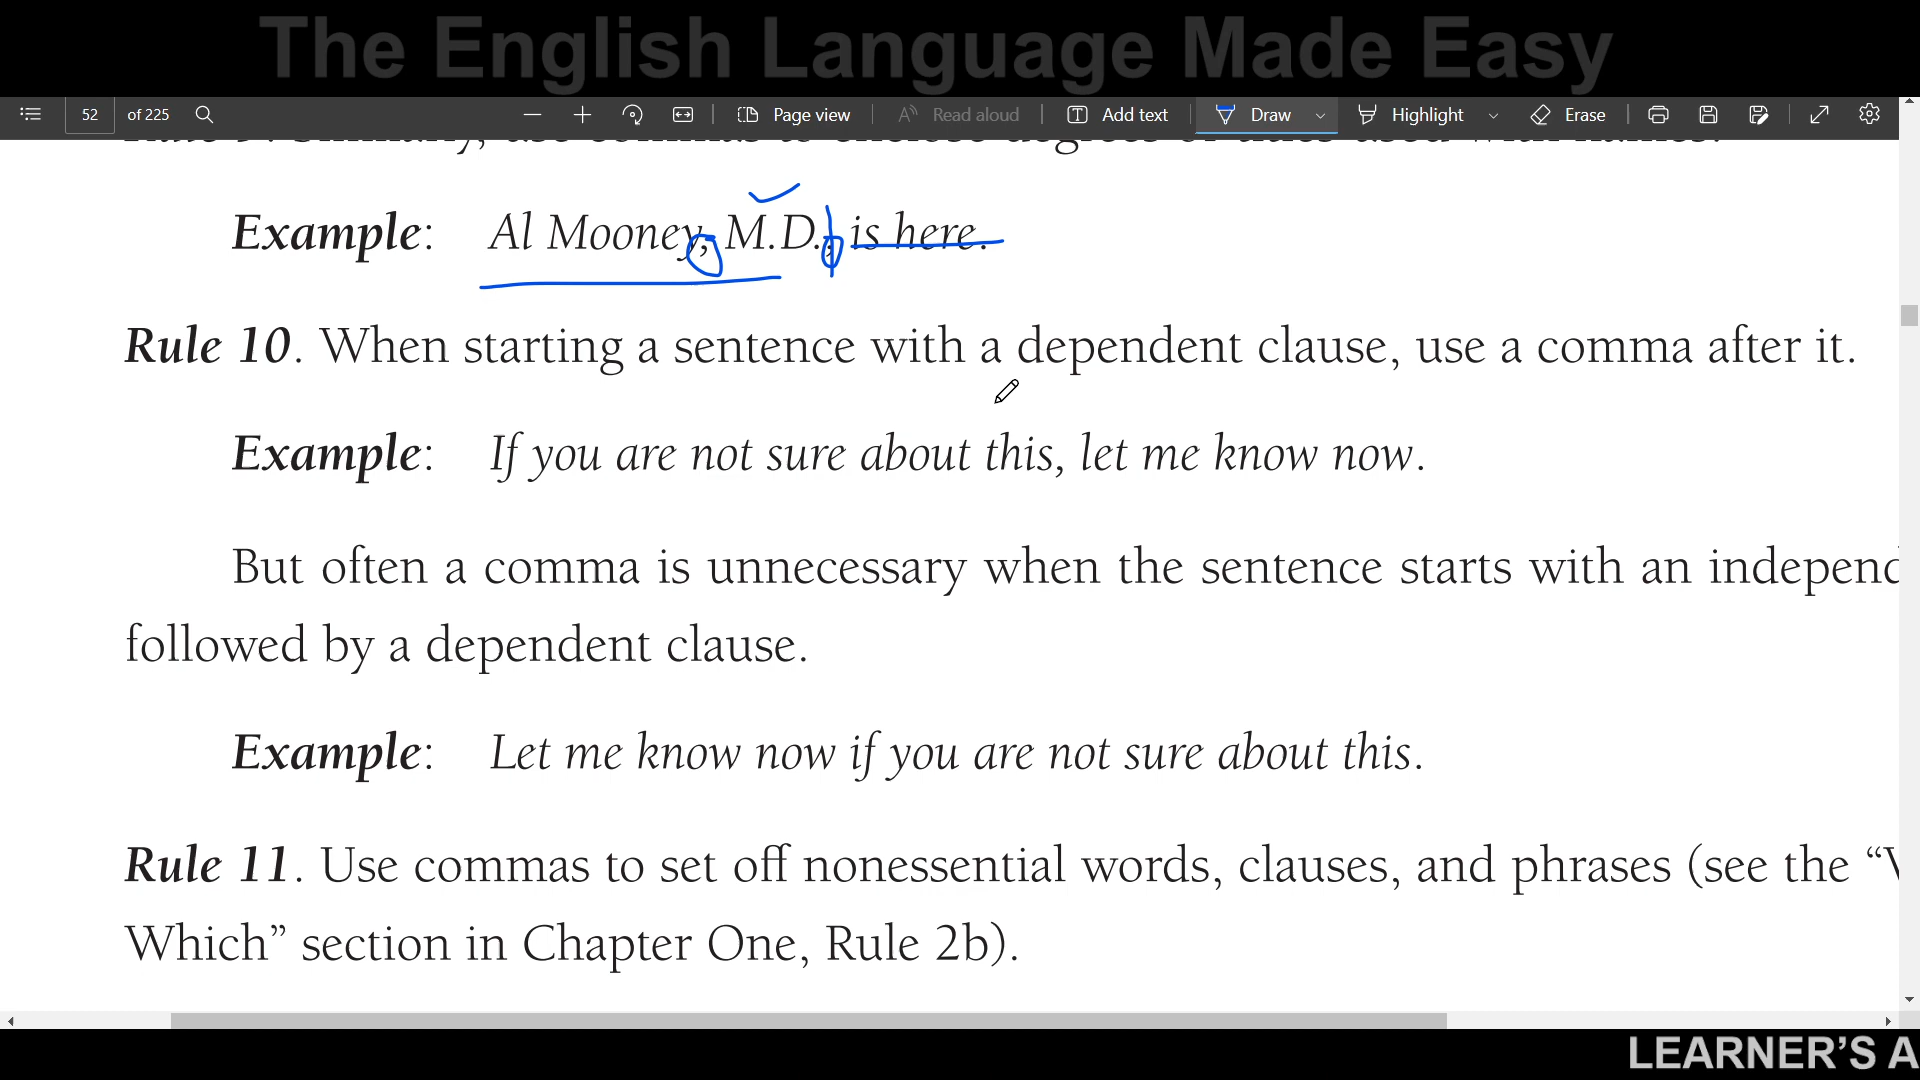 The English Language Made Easy
52 of 225 Page view Read aloud Add text Draw Highlight Erase
Example: Al Mooney, M.D., is here.
Rule 10. When starting a sentence with a dependent clause, use a comma after it.
Example: If you are not sure about this, let me know now.
But often a comma is unnecessary when the sentence starts with an
followed by a dependent clause.
Example: Let me know now if you are not sure about this.
Rule 11. Use commas to set off nonessential words, clauses, and phrases (see the
Which” section in Chapter One, Rule 2b).
LEARNER’S A